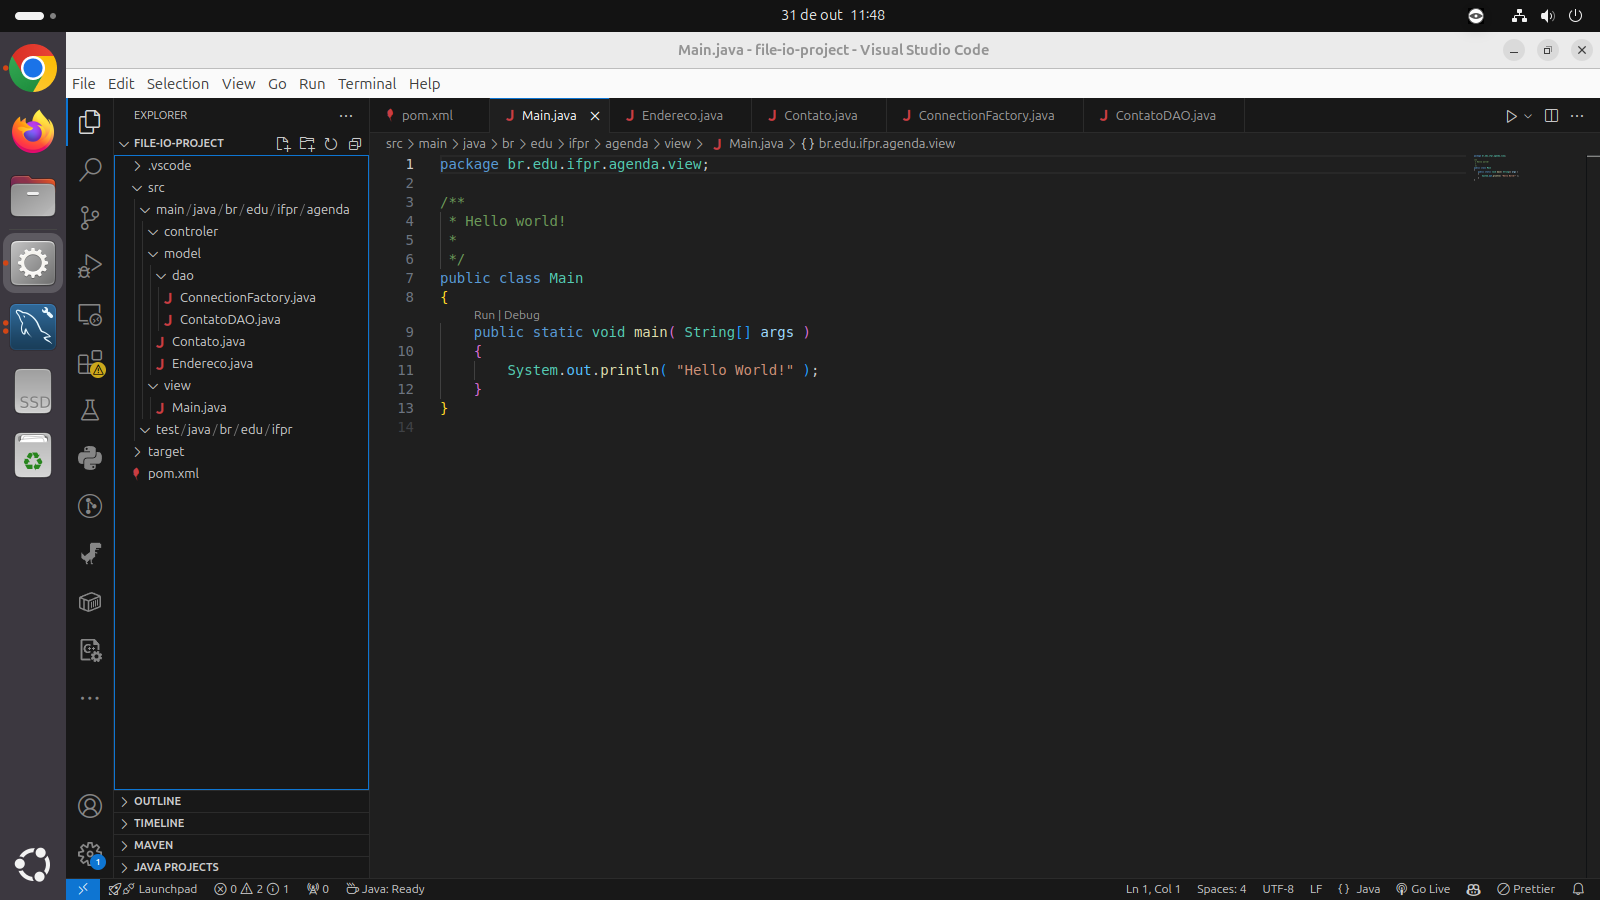 31 de out 11:48
Main.java - file-io-project - Visual Studio Code
File Edit Selection View Go Run Terminal Help
EXPLORER
FILE-IO-PROJECT
.vscode
src
main/java/br/edu/ifpr/agenda
controler
model
dao
ConnectionFactory.java
ContatoDAO.java
Contato.java
Endereco.java
view
Main.java
test/java/br/edu/ifpr
target
pom.xml
OUTLINE
TIMELINE
MAVEN
JAVA PROJECTS
SSD
pom.xml Main.java Endereco.java Contato.java ConnectionFactory.java ContatoDAO.java
src > main > java > br > edu > ifpr > agenda > view > Main.java > {} br.edu.ifpr.agenda.view
1 package br.edu.ifpr.agenda.view;
2
3 /**
4 * Hello world!
5 *
6 */
7 public class Main
8 {
Run | Debug
9 public static void main( String[] args )
10 {
11 System.out.println( "Hello World!" );
12 }
13 }
14
1
Launchpad 0 2 1 0 Java: Ready
Ln 1, Col 1 Spaces: 4 UTF-8 LF {} Java Go Live Prettier